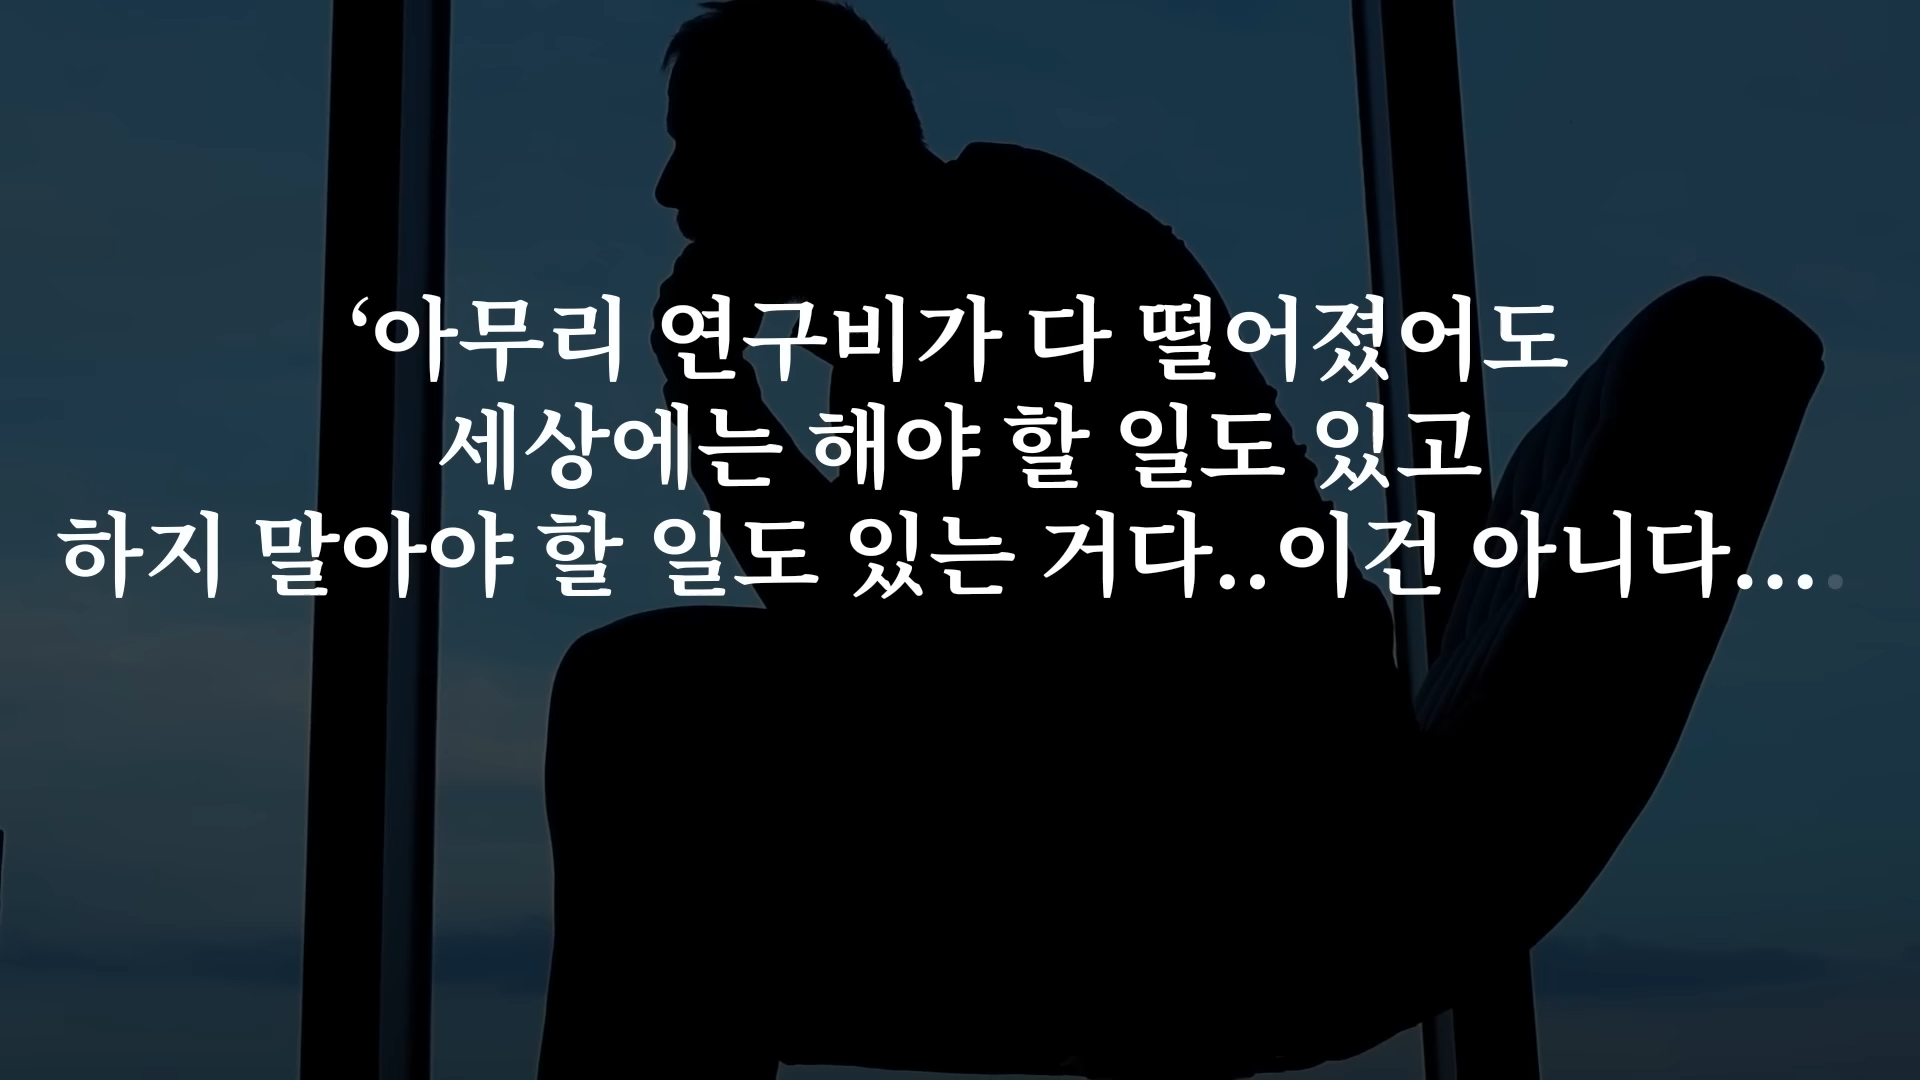 ‘아무리 연구비가 다 떨어졌어도
세상에는 해야 할 일도 있고
하지 말아야 할 일도 있는 거다..이건 아니다....